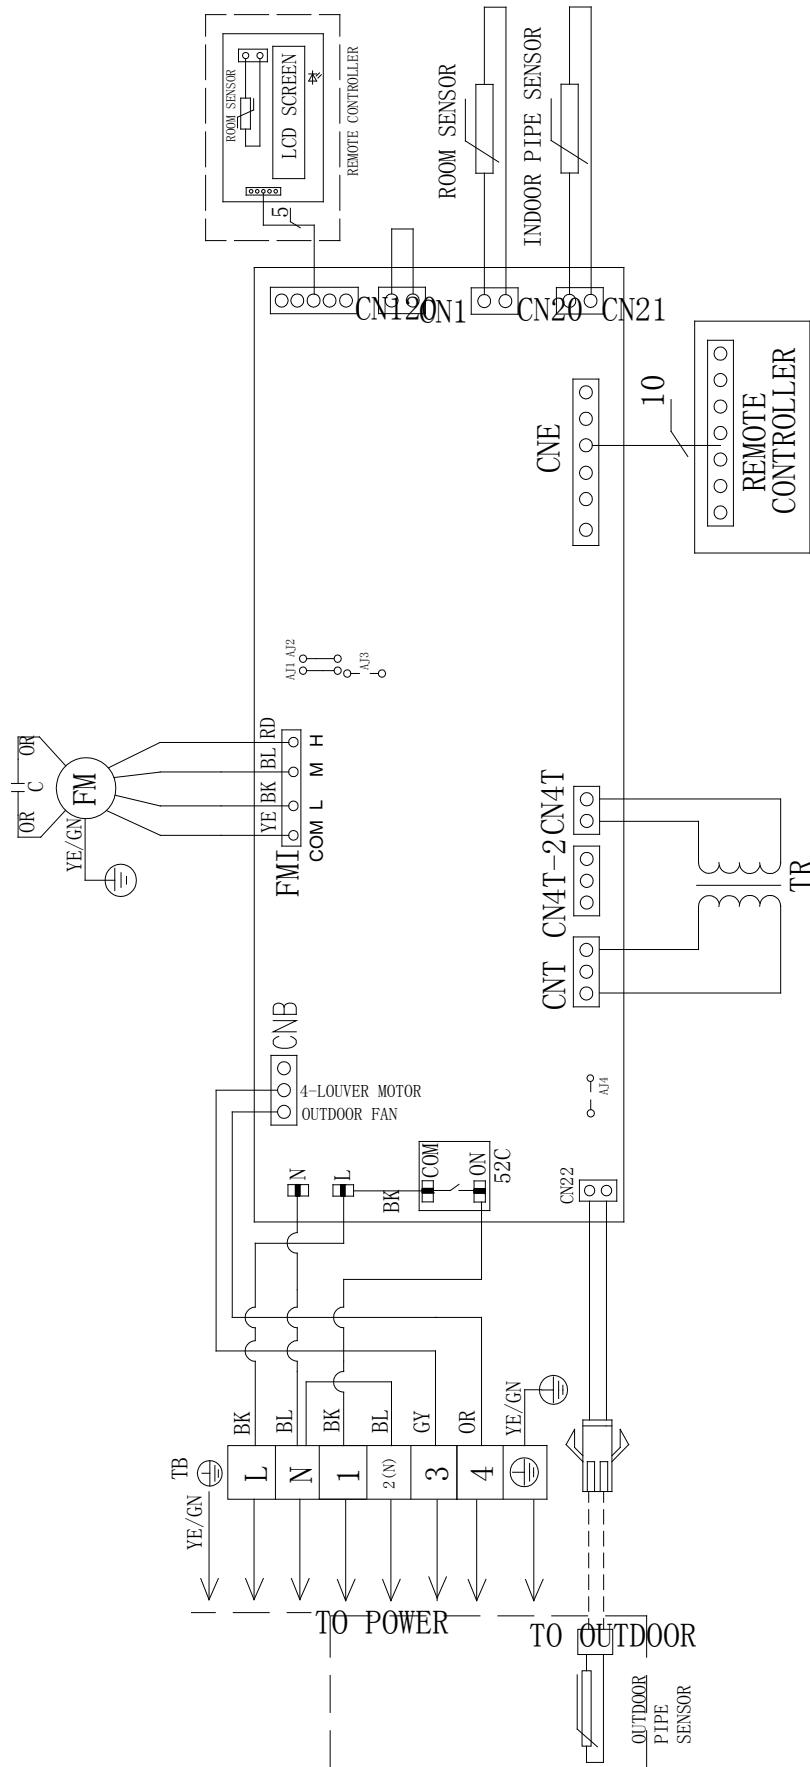 ROOM SENSOR
LCD SCREEN
REMOTE CONTROLLER
5
ROOM SENSOR
INDOOR PIPE SENSOR
CN120
CN1
CN20
CN21
CNE
10
REMOTE
CONTROLLER
AJ1 AJ2
AJ3
OR
C
OR
FM
YE/GN
YE BK BL RD
COM L M H
FMI
CNT
CN4T-2
CN4T
TR
CNB
4-LOUVER MOTOR
OUTDOOR FAN
AJ4
N
L
BK
COM
ON
52C
CN22
BK
BL
BK
BL
GY
OR
YE/GN
TB
YE/GN
L
N
1
2(N)
3
4
TO POWER
TO OUTDOOR
OUTDOOR
PIPE
SENSOR